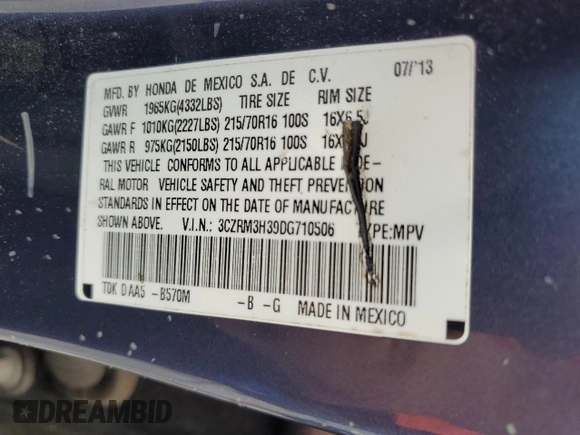 07/13
MFD. BY HONDA DE MEXICO S.A. DE C.V.
GVWR 1965KG(4332LBS) TIRE SIZE RIM SIZE
GAWR F 1010KG(2227LBS) 215/70R16 100S 16X6.5J
GAWR R 975KG(2150LBS) 215/70R16 100S
THIS VEHICLE CONFORMS TO ALL APPLICABLE
RAL MOTOR VEHICLE SAFETY AND THEFT PREVENTION
STANDARDS IN EFFECT ON THE DATE OF MANUFACTURE
SHOWN ABOVE. V.I.N.: 3CZRM3H39DG710506 TYPE:MPV
TDK DAA5 -B570M -B -G MADE IN MEXICO
DREAMBID